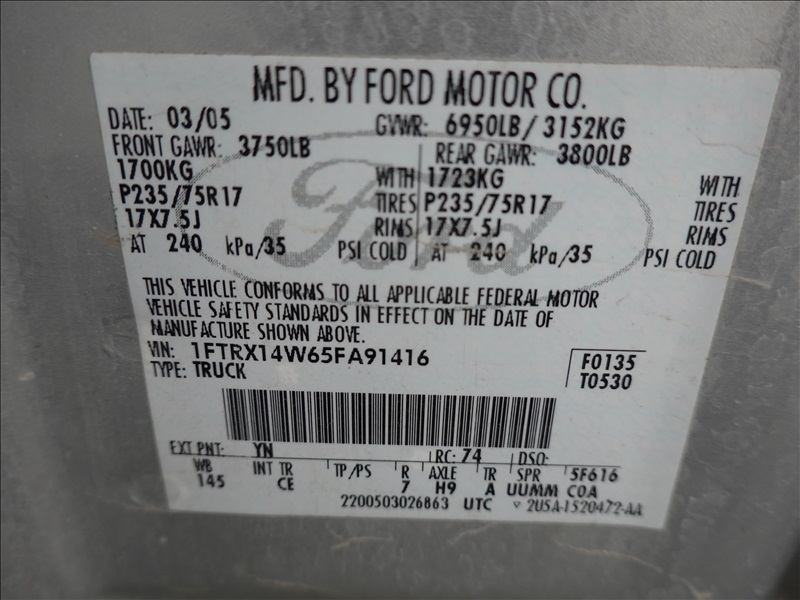 MFD. BY FORD MOTOR CO.
DATE: 03/05 GVWR: 6950LB/ 3152KG
FRONT GAWR: 3750LB REAR GAWR: 3800LB
1700KG WITH 1723KG WITH
P235/75R17 TIRES P235/75R17 TIRES
17X7.5J RIMS 17X7.5J RIMS
AT 240 kPa/35 PSI COLD AT 240 kPa/35 PSI COLD
Ford
THIS VEHICLE CONFORMS TO ALL APPLICABLE FEDERAL MOTOR
VEHICLE SAFETY STANDARDS IN EFFECT ON THE DATE OF
MANUFACTURE SHOWN ABOVE.
VIN: 1FTRX14W65FA91416 F0135
TYPE: TRUCK T0530
EXT PNT: YN RC: 74 DSO:
WB INT TR TP/PS R AXLE TR SPR 5F616
145 CE 7 H9 A UUMM COA
2200503026863 UTC 2U5A-1520472-AA